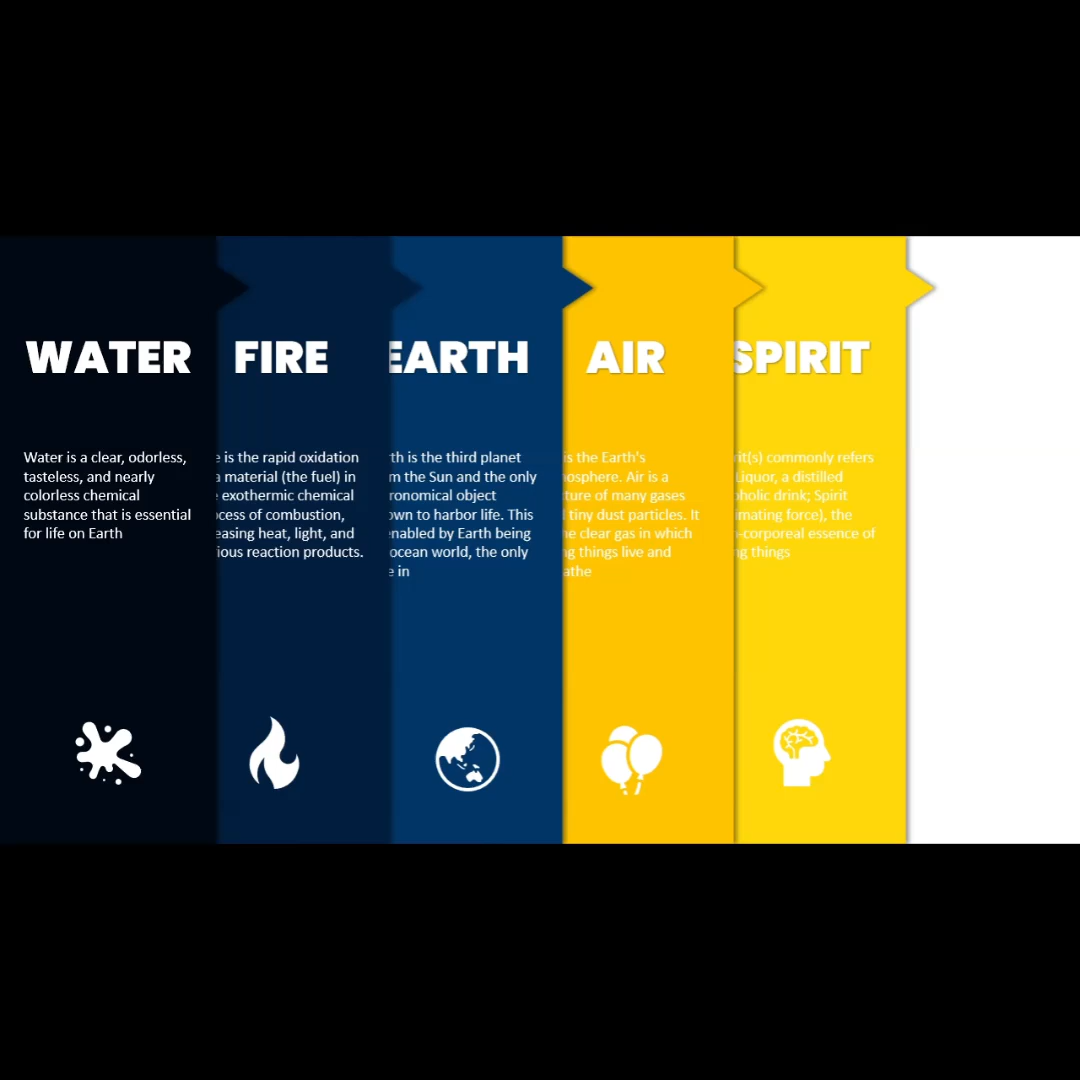 WATER
Water is a clear, odorless,
tasteless, and nearly
colorless chemical
substance that is essential
for life on Earth
FIRE
e is the rapid oxidation
a material (the fuel) in
exothermic chemical
cess of combustion,
easing heat, light, and
ious reaction products.
EARTH
rth is the third planet
m the Sun and the only
ronomical object
own to harbor life. This
enabled by Earth being
ocean world, the only
e in
AIR
is the Earth's
nosphere. Air is a
ture of many gases
tiny dust particles. It
he clear gas in which
ng things live and
athe
SPIRIT
rit(s) commonly refers
Liquor, a distilled
oholic drink; Spirit
imating force), the
n-corporeal essence of
ng things